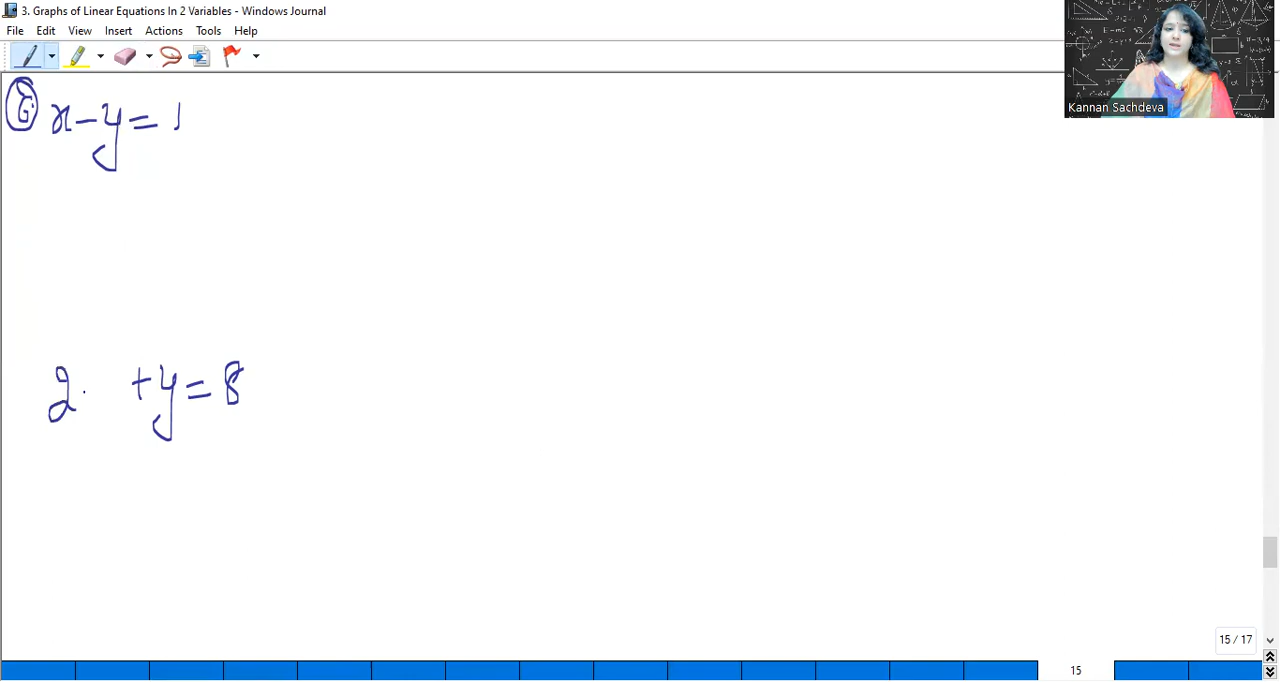 3. Graphs of Linear Equations In 2 Variables - Windows Journal
File Edit View Insert Actions Tools Help
Kannan Sachdeva
6 x - y = 1
2 + y = 8
15 / 17
15